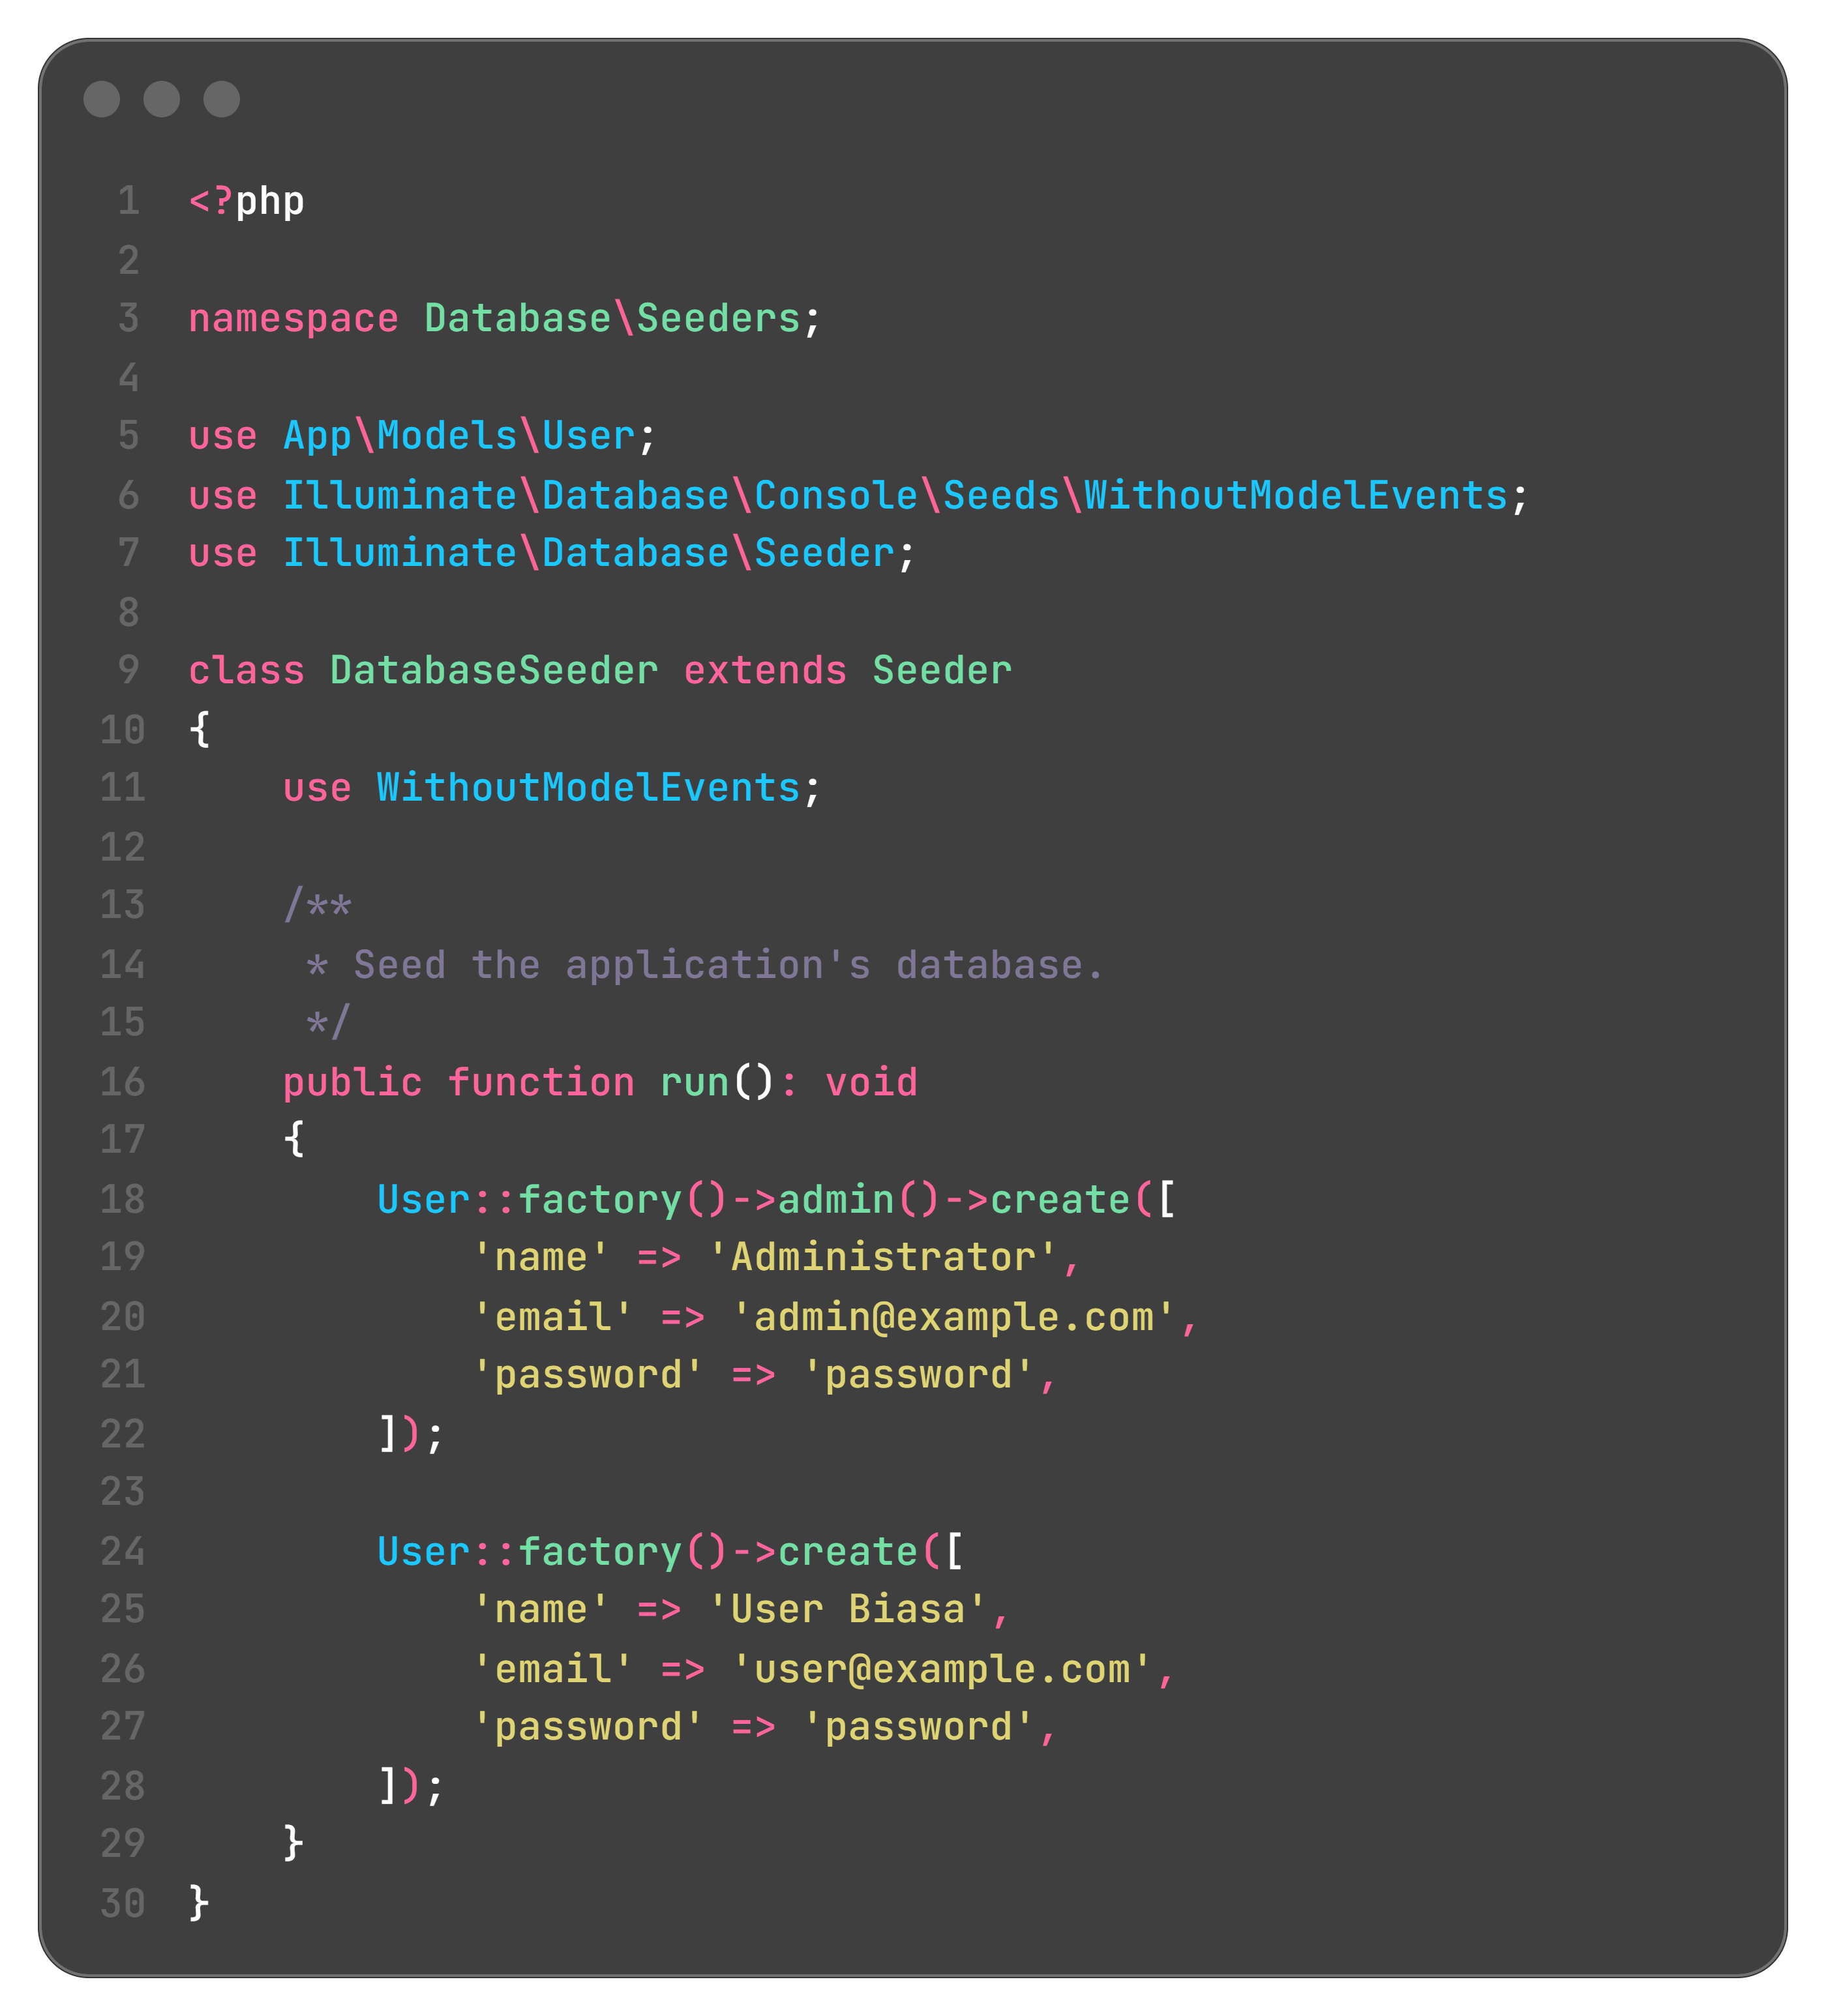 1 <?php
2
3 namespace Database\Seeders;
4
5 use App\Models\User;
6 use Illuminate\Database\Console\Seeds\WithoutModelEvents;
7 use Illuminate\Database\Seeder;
8
9 class DatabaseSeeder extends Seeder
10 {
11     use WithoutModelEvents;
12
13     /**
14      * Seed the application's database.
15      */
16     public function run(): void
17     {
18         User::factory()->admin()->create([
19             'name' => 'Administrator',
20             'email' => 'admin@example.com',
21             'password' => 'password',
22         ]);
23
24         User::factory()->create([
25             'name' => 'User Biasa',
26             'email' => 'user@example.com',
27             'password' => 'password',
28         ]);
29     }
30 }